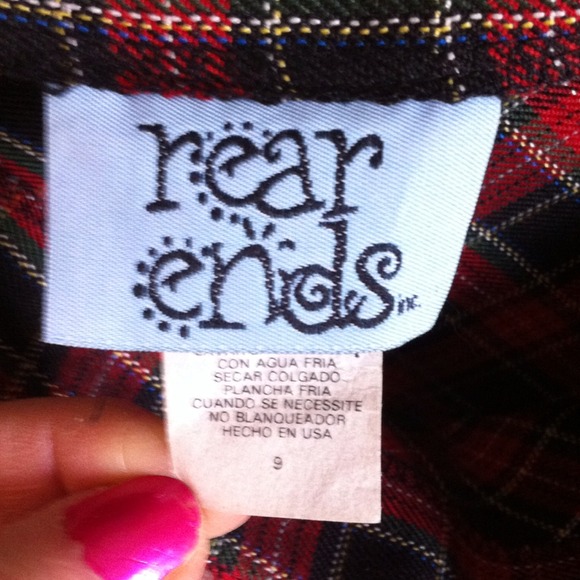 rear
ends inc.
CON AGUA FRIA
SECAR COLGADO
PLANCHA FRIA
CUANDO SE NECESSITE
NO BLANQUEADOR
HECHO EN USA
9